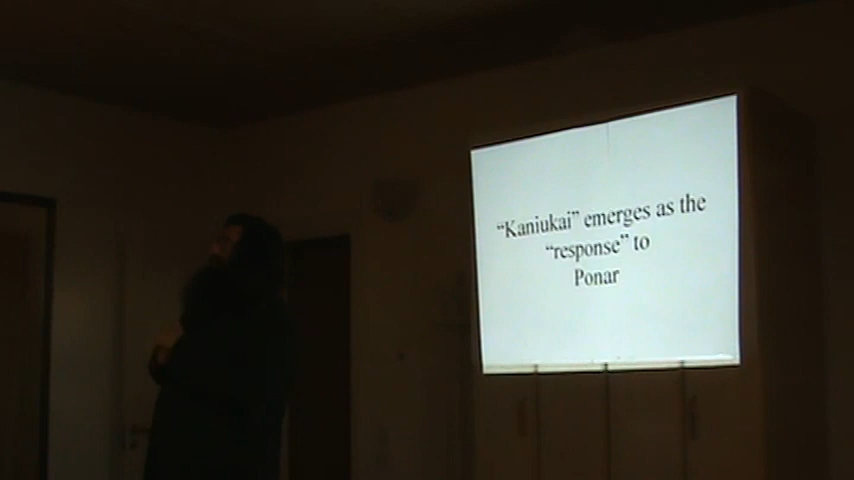 “Kaniukai” emerges as the
“response” to
Ponar